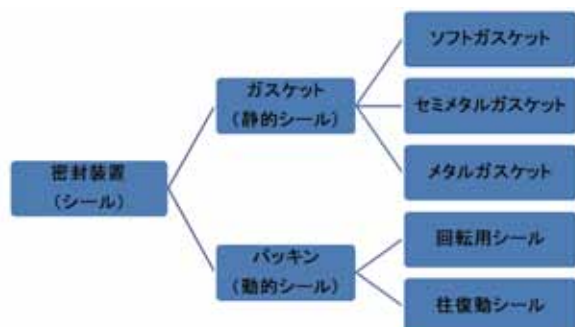 ソフトガスケット
ガスケット
(静的シール)
セミメタルガスケット
メタルガスケット
密封装置
(シール)
パッキン
(動的シール)
回転用シール
往復動シール